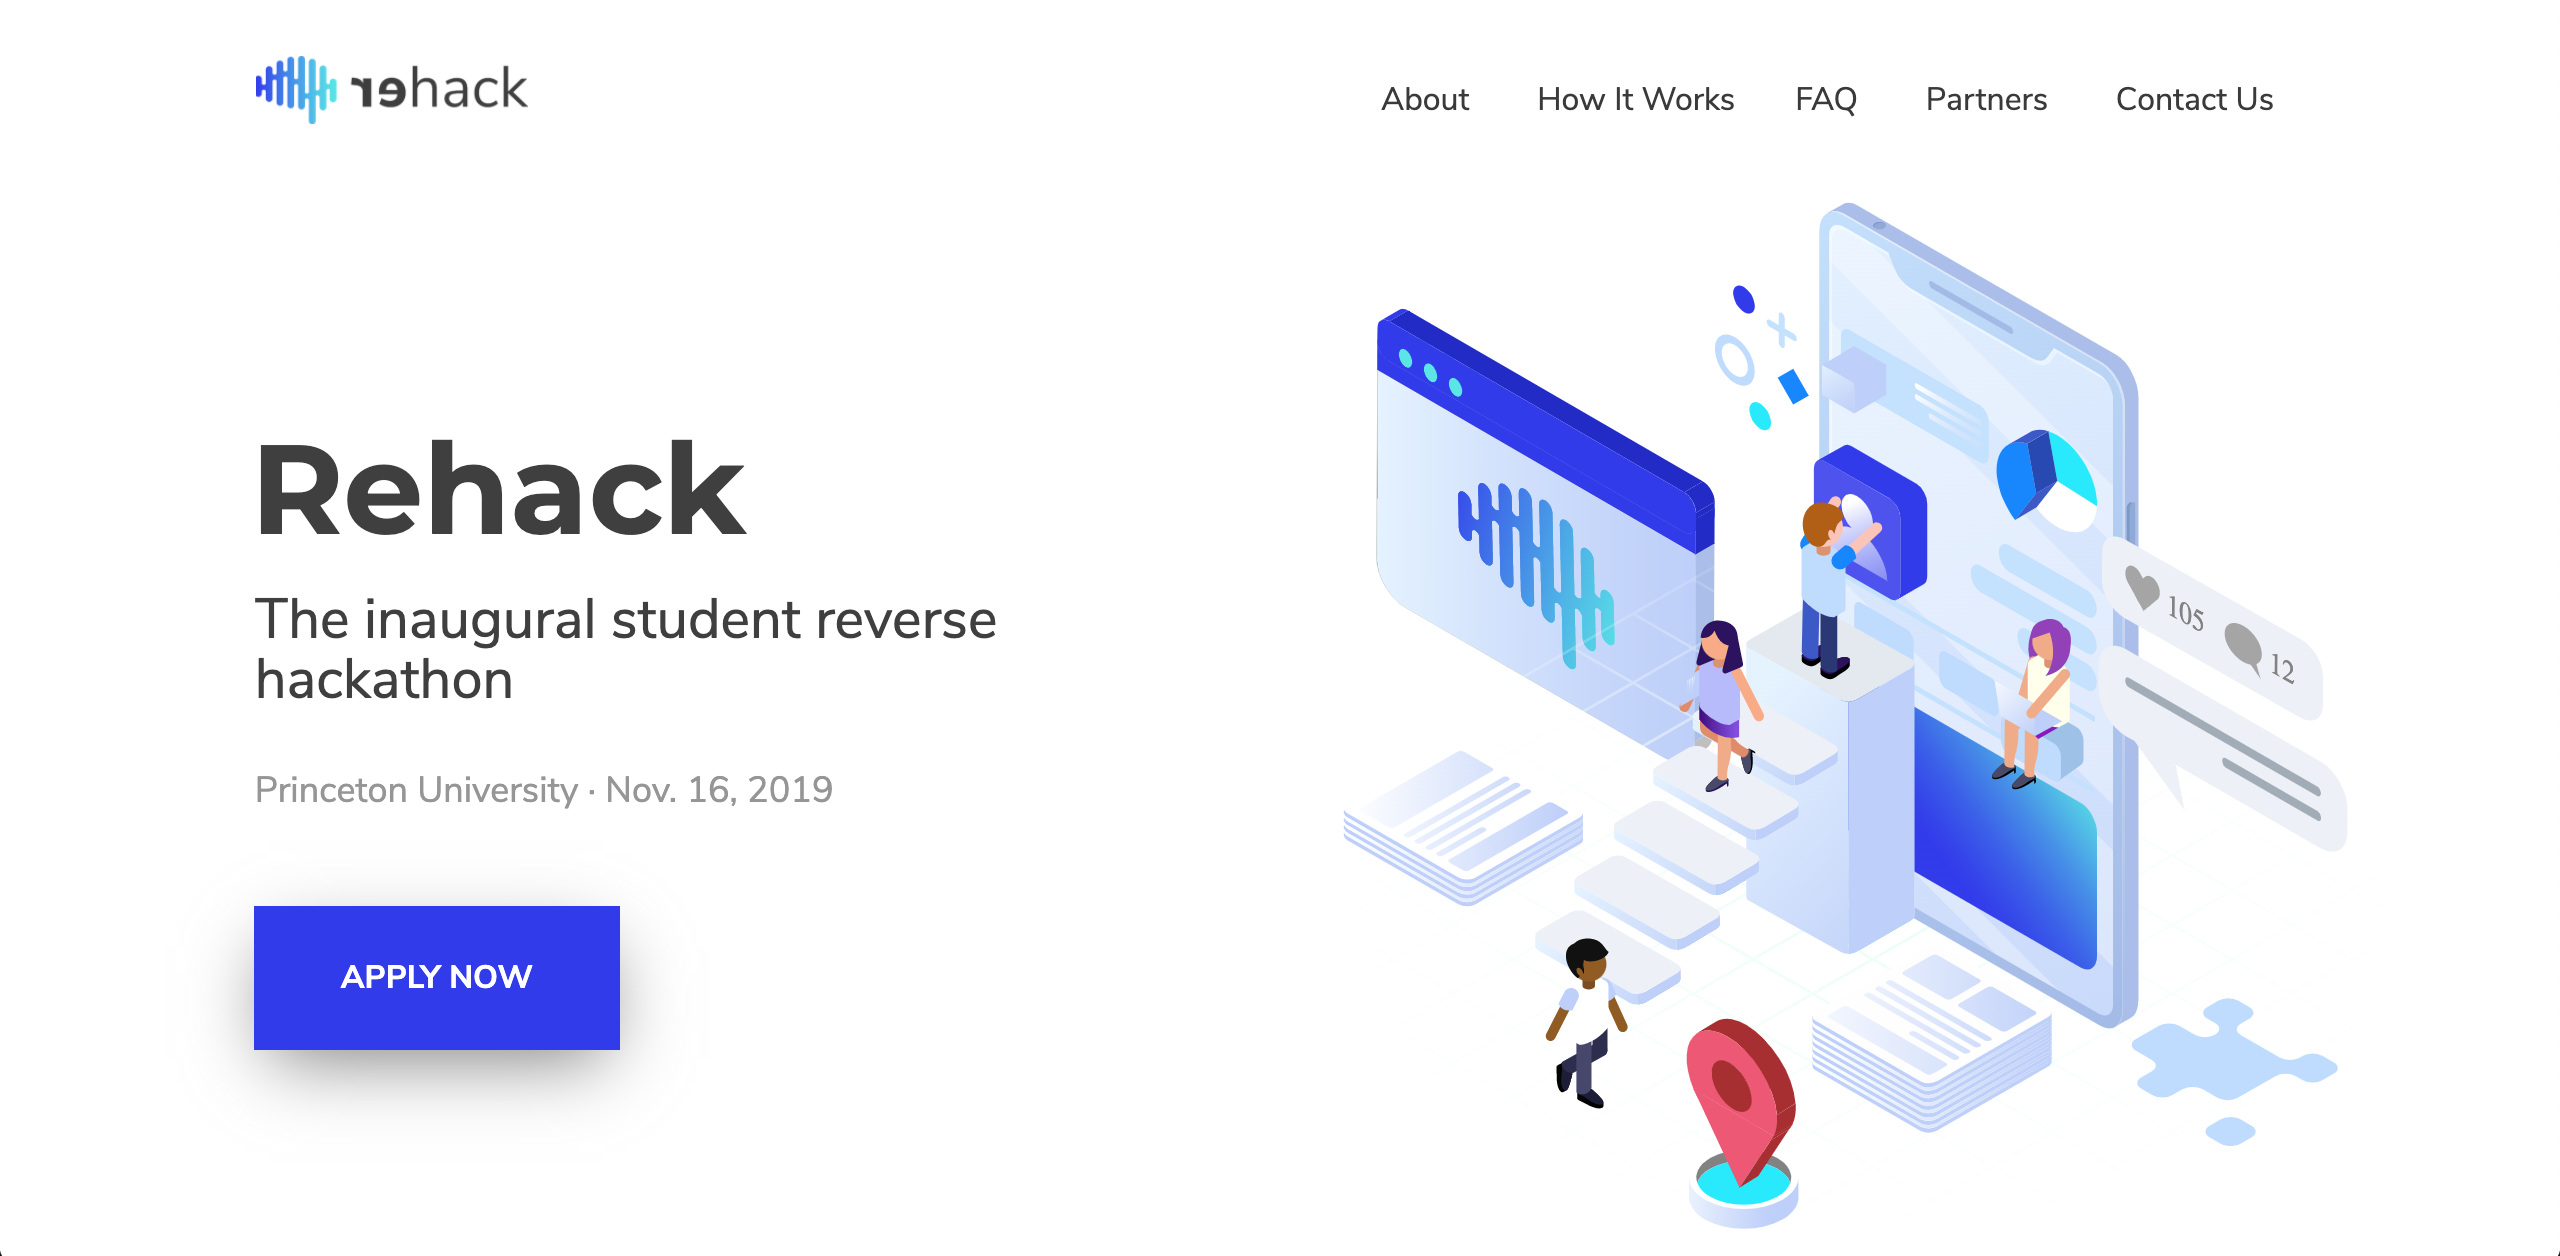 rehack
About How It Works FAQ Partners Contact Us
Rehack
The inaugural student reverse
hackathon
Princeton University · Nov. 16, 2019
APPLY NOW
105 12